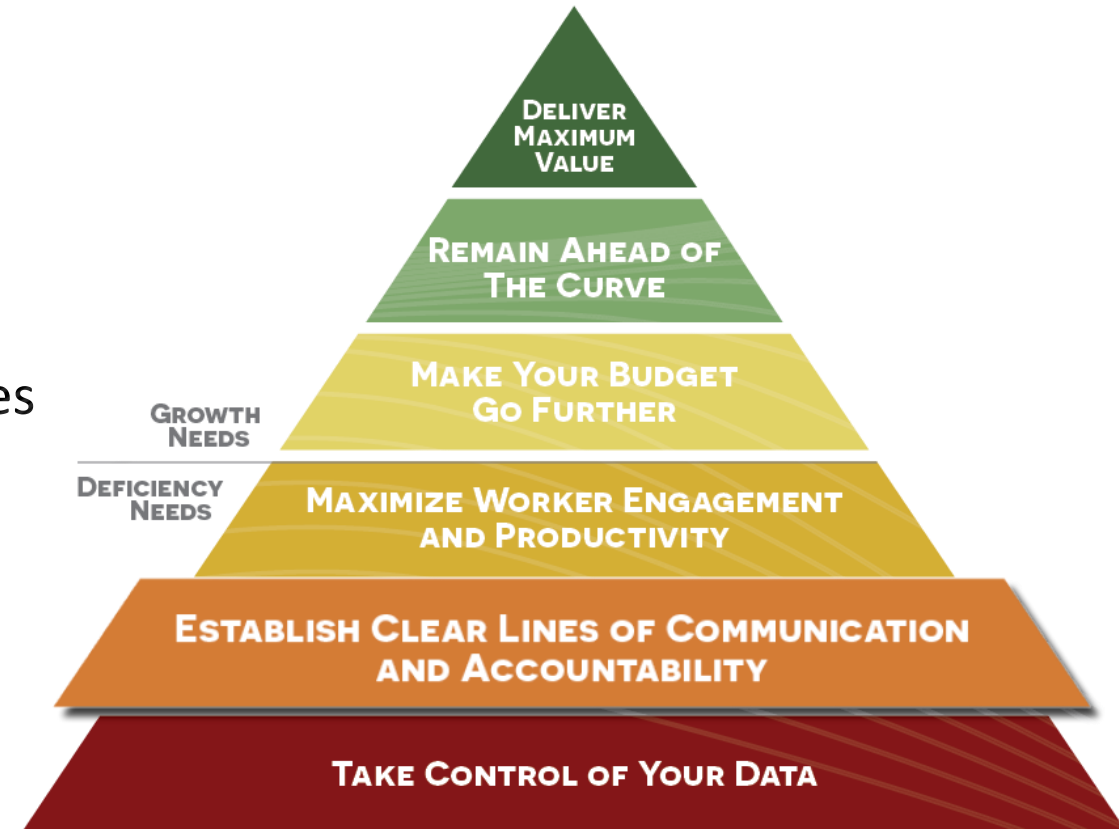 DELIVER
MAXIMUM
VALUE
REMAIN AHEAD OF
THE CURVE
MAKE YOUR BUDGET
GO FURTHER
es
GROWTH
NEEDS
DEFICIENCY
NEEDS
MAXIMIZE WORKER ENGAGEMENT
AND PRODUCTIVITY
ESTABLISH CLEAR LINES OF COMMUNICATION
AND ACCOUNTABILITY
TAKE CONTROL OF YOUR DATA